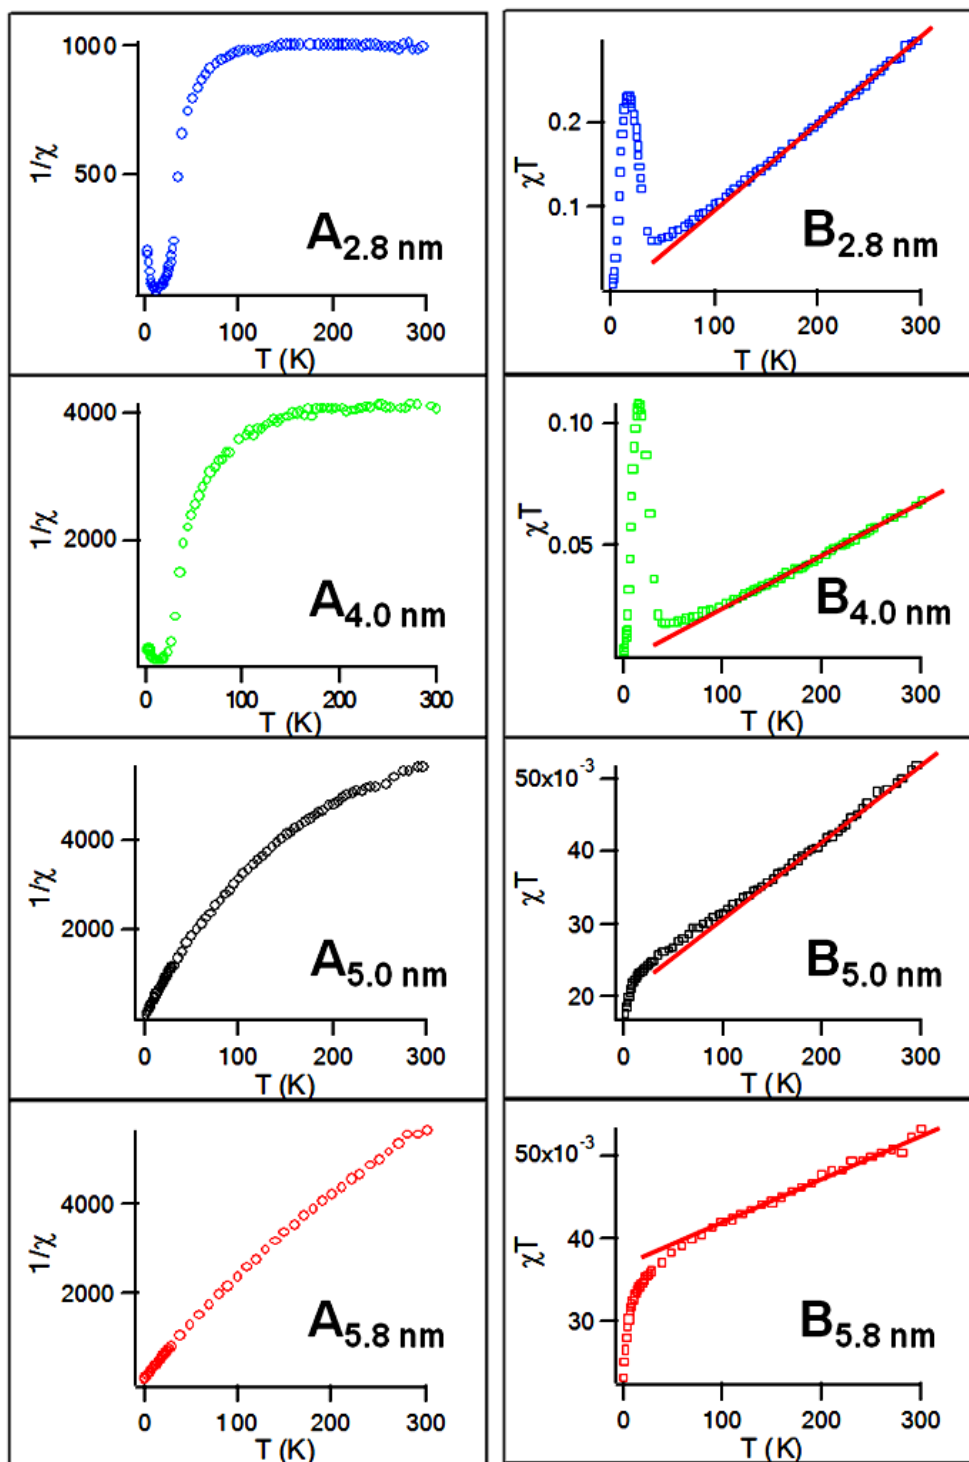 1000
500
1/χ
A2.8 nm
0 100 200 300
T (K)
0.2
0.1
χT
B2.8 nm
0 100 200 300
T (K)
4000
2000
1/χ
A4.0 nm
0 100 200 300
T (K)
0.10
0.05
χT
B4.0 nm
0 100 200 300
T (K)
4000
2000
1/χ
A5.0 nm
0 100 200 300
T (K)
50x10-3
40
30
20
χT
B5.0 nm
0 100 200 300
T (K)
4000
2000
1/χ
A5.8 nm
0 100 200 300
T (K)
50x10-3
40
30
χT
B5.8 nm
0 100 200 300
T (K)